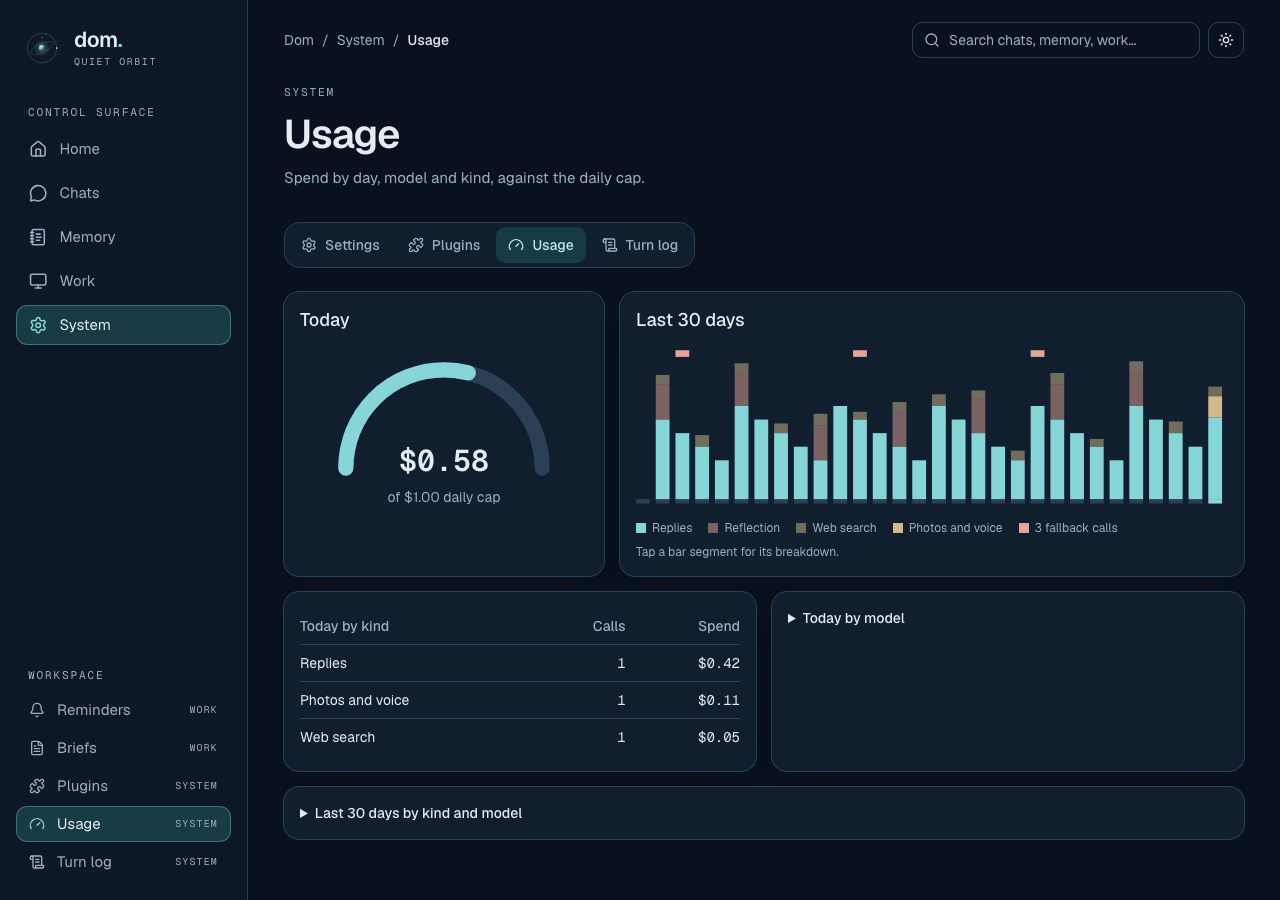 dom.
QUIET ORBIT
CONTROL SURFACE
Home
Chats
Memory
Work
System
WORKSPACE
Reminders WORK
Briefs WORK
Plugins SYSTEM
Usage SYSTEM
Turn log SYSTEM
Dom / System / Usage
Search chats, memory, work…
SYSTEM
Usage
Spend by day, model and kind, against the daily cap.
Settings Plugins Usage Turn log
Today
$0.58
of $1.00 daily cap
Last 30 days
Replies Reflection Web search Photos and voice 3 fallback calls
Tap a bar segment for its breakdown.
Today by kind Calls Spend
Replies 1 $0.42
Photos and voice 1 $0.11
Web search 1 $0.05
Today by model
Last 30 days by kind and model